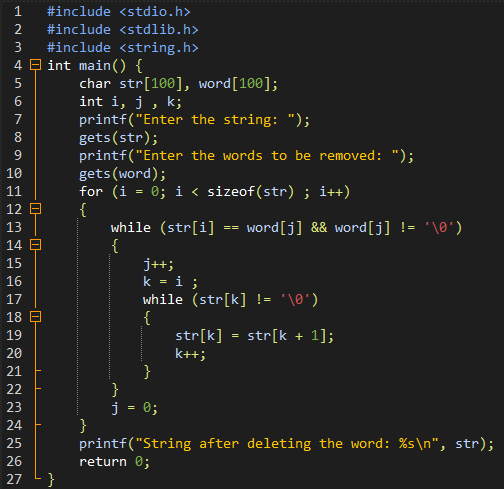 1 #include <stdio.h>
2 #include <stdlib.h>
3 #include <string.h>
4 int main() {
5     char str[100], word[100];
6     int i, j , k;
7     printf("Enter the string: ");
8     gets(str);
9     printf("Enter the words to be removed: ");
10     gets(word);
11     for (i = 0; i < sizeof(str) ; i++)
12     {
13         while (str[i] == word[j] && word[j] != '\0')
14         {
15             j++;
16             k = i ;
17             while (str[k] != '\0')
18             {
19                 str[k] = str[k + 1];
20                 k++;
21             }
22         }
23         j = 0;
24     }
25     printf("String after deleting the word: %s\n", str);
26     return 0;
27 }